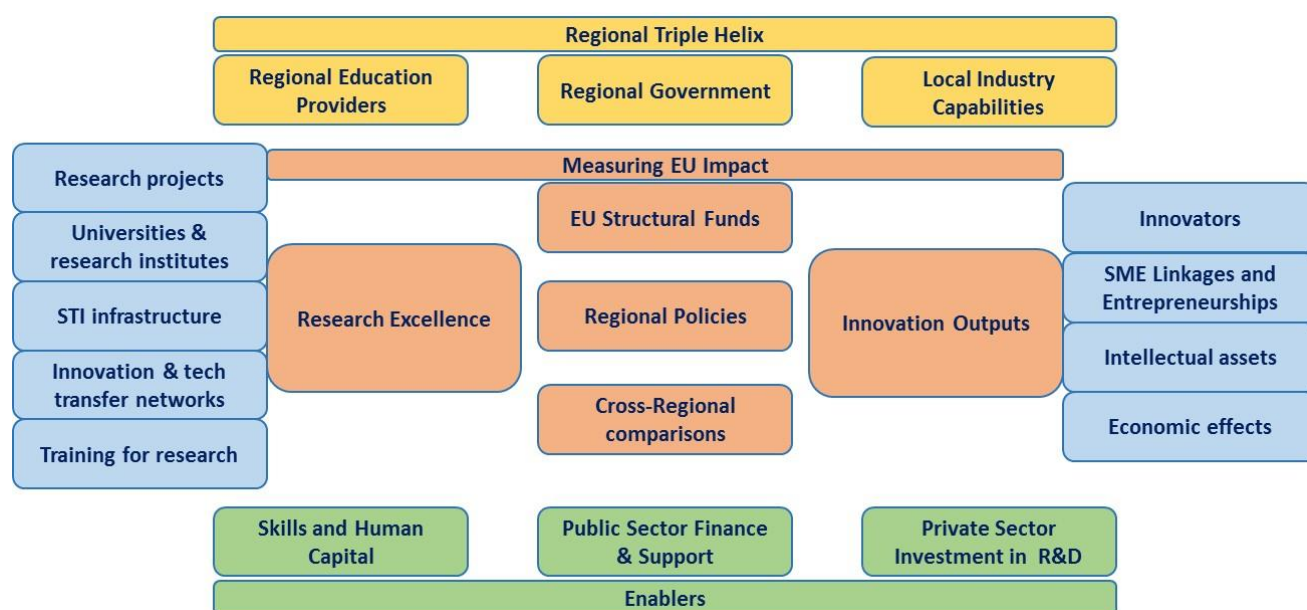 Regional Triple Helix
Regional Education
Providers
Regional Government
Local Industry
Capabilities
Measuring EU Impact
Research projects
Universities &
research institutes
STI infrastructure
Innovation & tech
transfer networks
Training for research
Research Excellence
EU Structural Funds
Regional Policies
Cross-Regional
comparisons
Innovation Outputs
Innovators
SME Linkages and
Entrepreneurships
Intellectual assets
Economic effects
Skills and Human
Capital
Public Sector Finance
& Support
Private Sector
Investment in R&D
Enablers